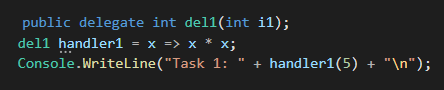 public delegate int del1(int i1);
del1 handler1 = x => x * x;
Console.WriteLine("Task 1: " + handler1(5) + "\n");